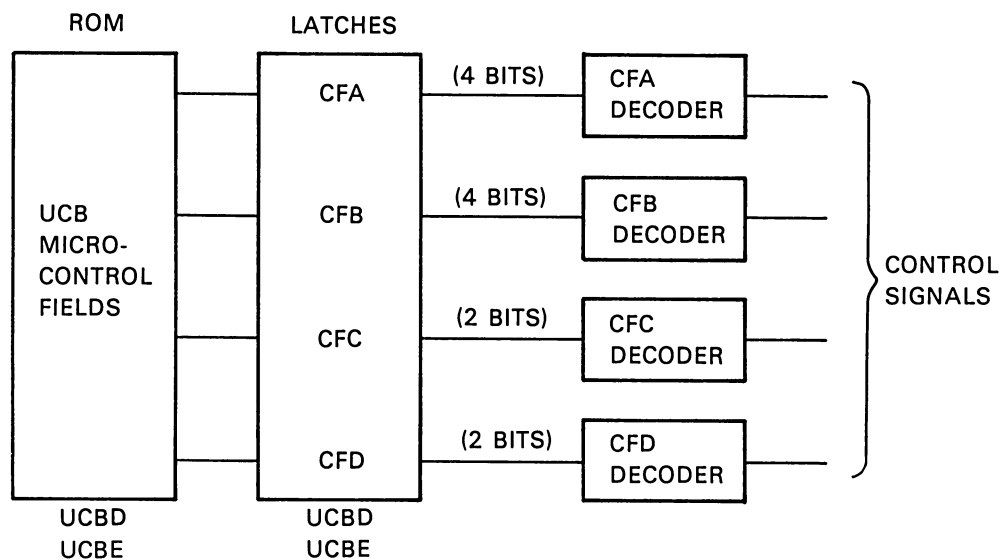 ROM
LATCHES
UCB
MICRO-
CONTROL
FIELDS
CFA
(4 BITS)
CFA
DECODER
CFB
(4 BITS)
CFB
DECODER
CFC
(2 BITS)
CFC
DECODER
CFD
(2 BITS)
CFD
DECODER
CONTROL
SIGNALS
UCBD
UCBE
UCBD
UCBE